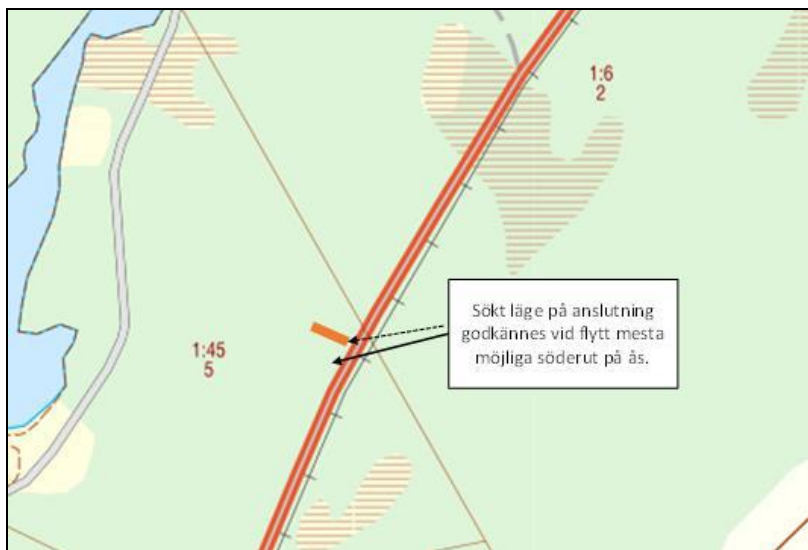 1:6
2
Sökt läge på anslutning
godkännes vid flytt mesta
möjliga söderut på ås.
1:45
5